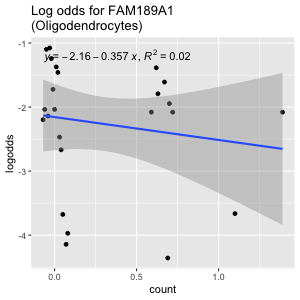 Log odds for FAM189A1
(Oligodendrocytes)
y = −2.16 − 0.357 x, R² = 0.02
-1
-2
-3
-4
logodds
0.0 0.5 1.0
count